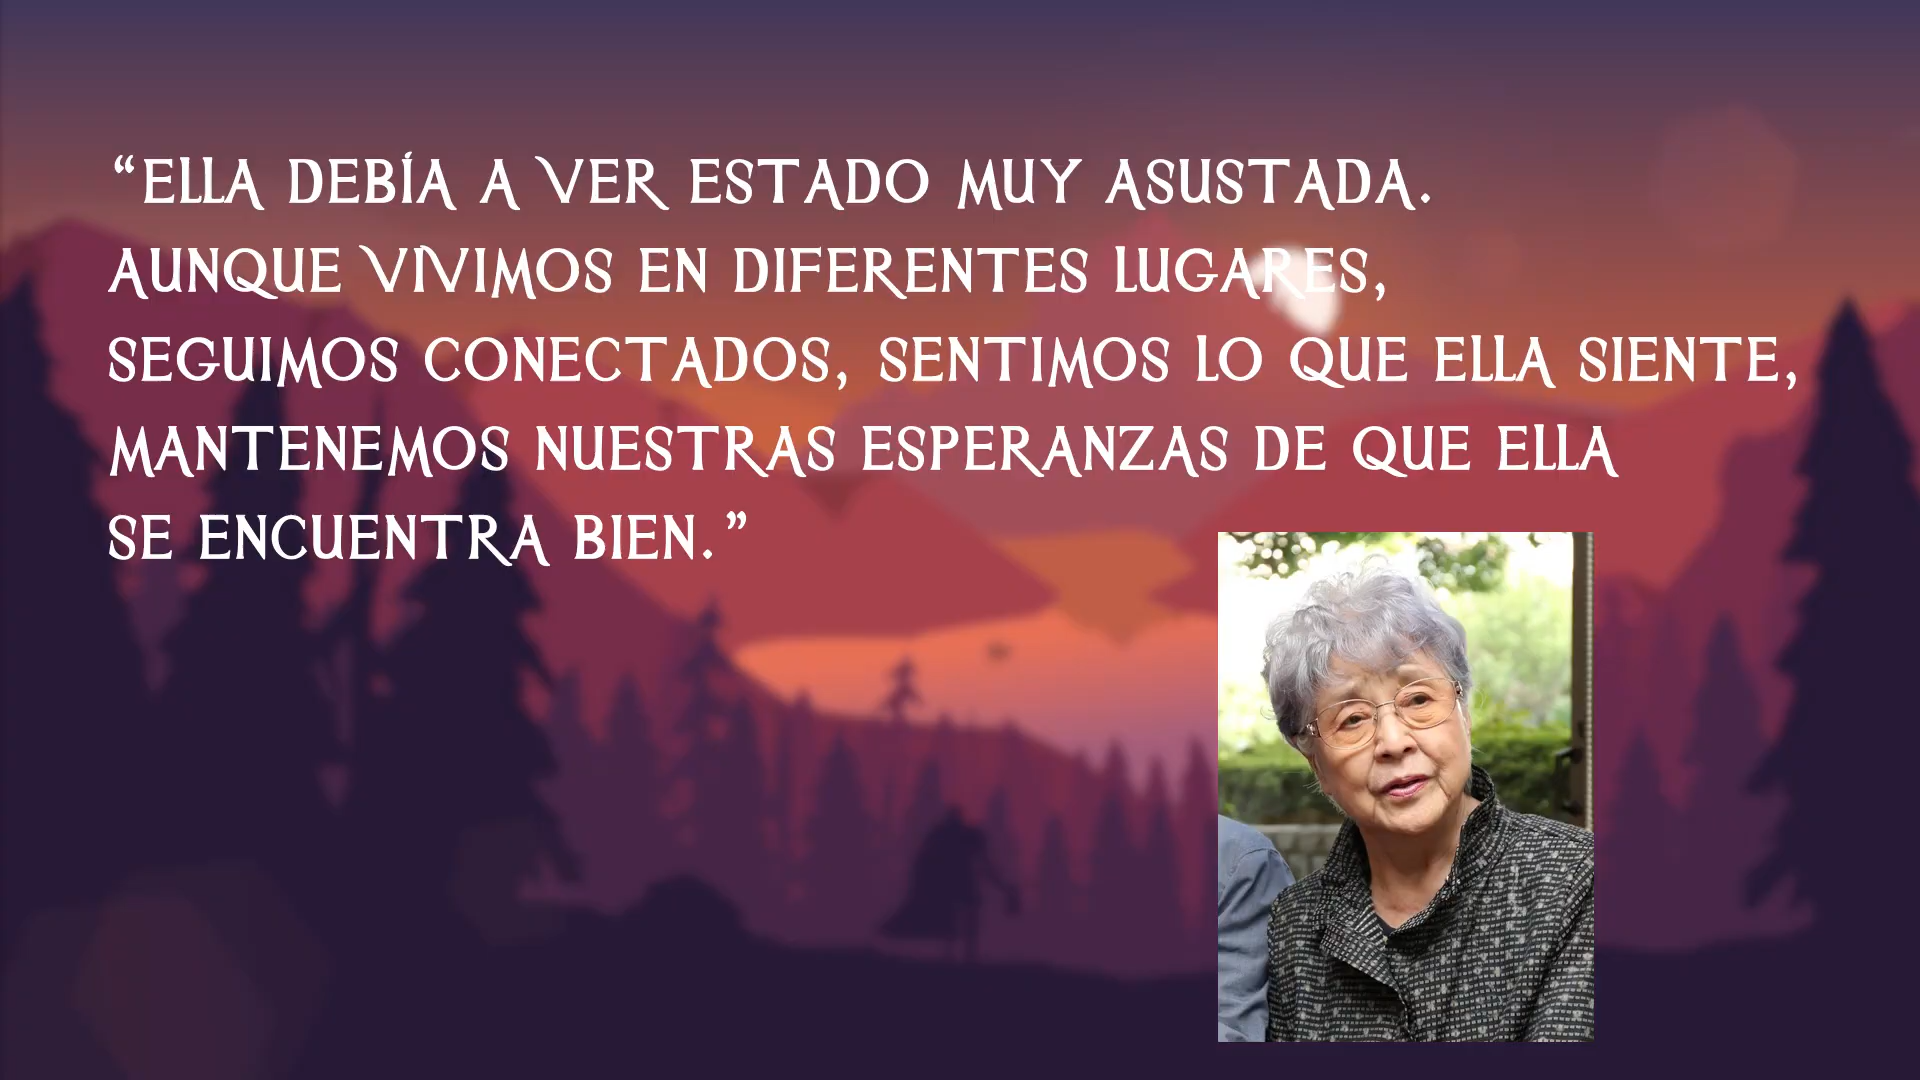 “ELLA DEBÍA A VER ESTADO MUY ASUSTADA.
AUNQUE VIVIMOS EN DIFERENTES LUGARES,
SEGUIMOS CONECTADOS, SENTIMOS LO QUE ELLA SIENTE,
MANTENEMOS NUESTRAS ESPERANZAS DE QUE ELLA
SE ENCUENTRA BIEN.”